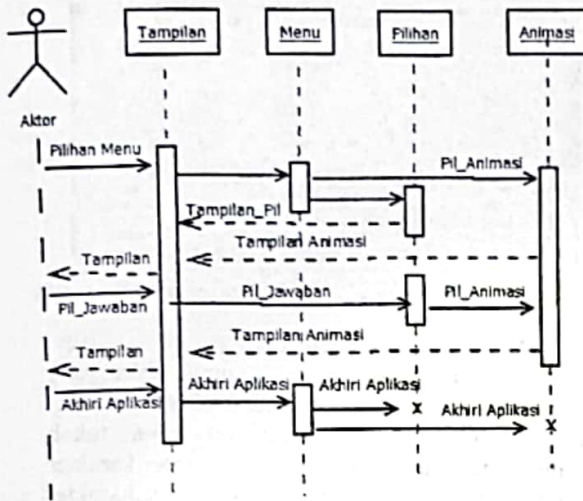 Tampilan
Menu
Pilihan
Animasi
Aktor
Pilihan Menu
Pil_Animasi
Tampilan_Pil
Tampilan Animasi
Tampilan
Pil_Jawaban
Pil_Jawaban
Pil_Animasi
Tampilan Animasi
Tampilan
Akhiri Aplikasi
Akhiri Aplikasi
Akhiri Aplikasi
Akhiri Aplikasi
x
x